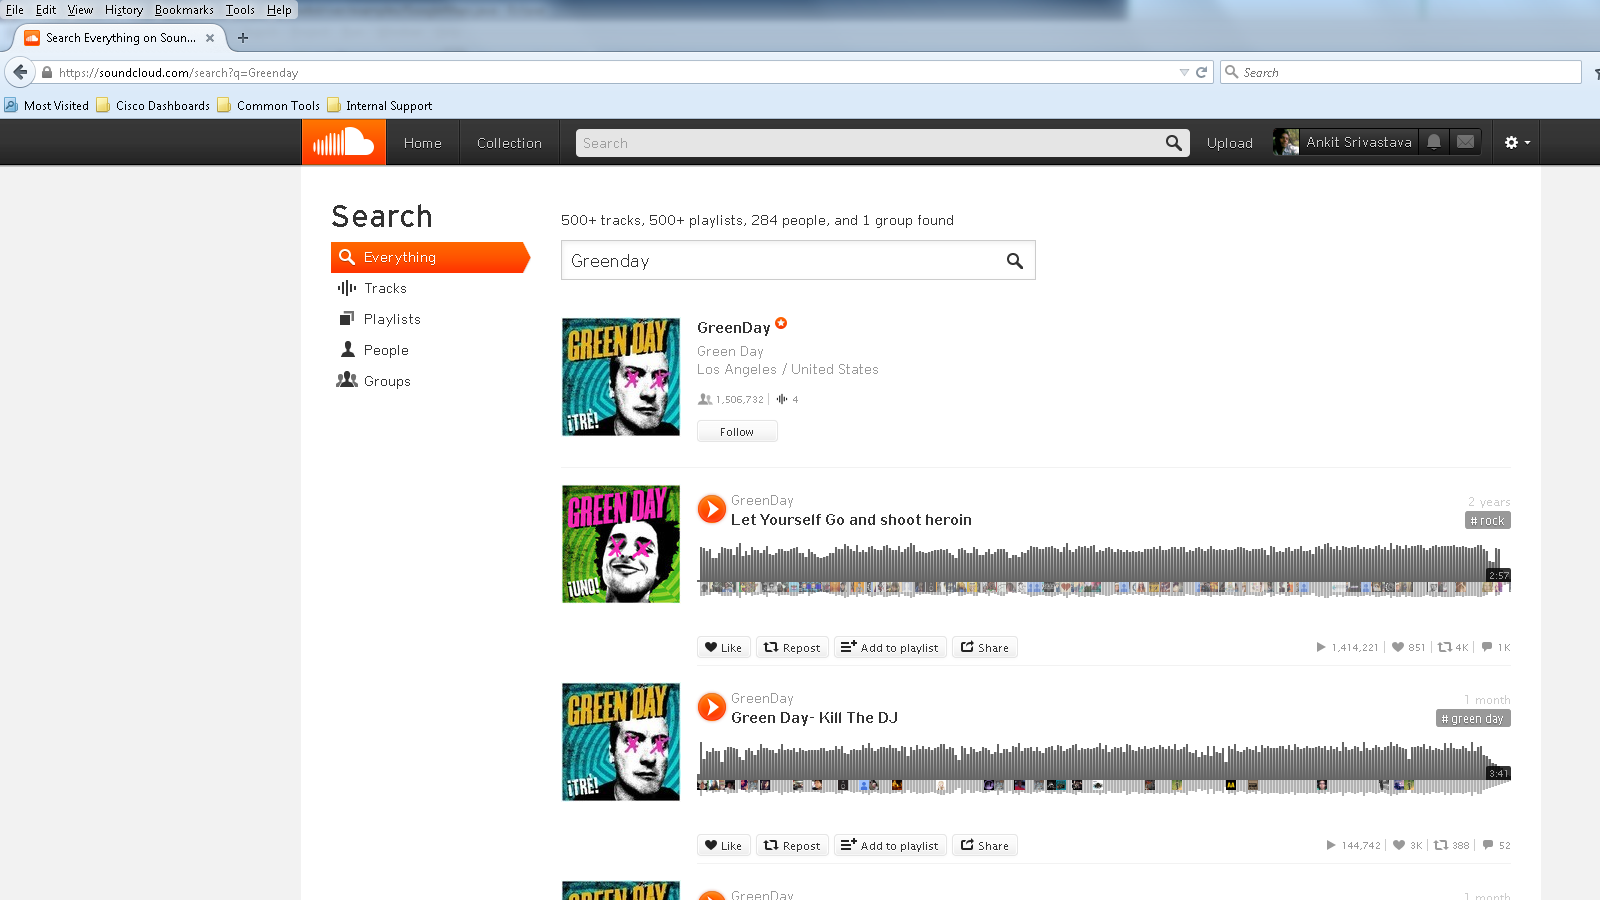 File Edit View History Bookmarks Tools Help
Search Everything on Soun...
https://soundcloud.com/search?q=Greenday
Search
Most Visited Cisco Dashboards Common Tools Internal Support
Home Collection Search Upload Ankit Srivastava
Search
500+ tracks, 500+ playlists, 284 people, and 1 group found
Everything
Greenday
Tracks
Playlists
People
Groups
GREEN DAY
¡TRÉ!
GreenDay
Green Day
Los Angeles / United States
1,506,732 4
Follow
GREEN DAY
¡UNO!
GreenDay
2 years
Let Yourself Go and shoot heroin
# rock
2:57
Like Repost Add to playlist Share 1,414,221 851 4K 1K
GREEN DAY
¡TRÉ!
GreenDay
1 month
Green Day- Kill The DJ
# green day
3:41
Like Repost Add to playlist Share 144,742 3K 388 52
GREEN DAY
GreenDay
1 month